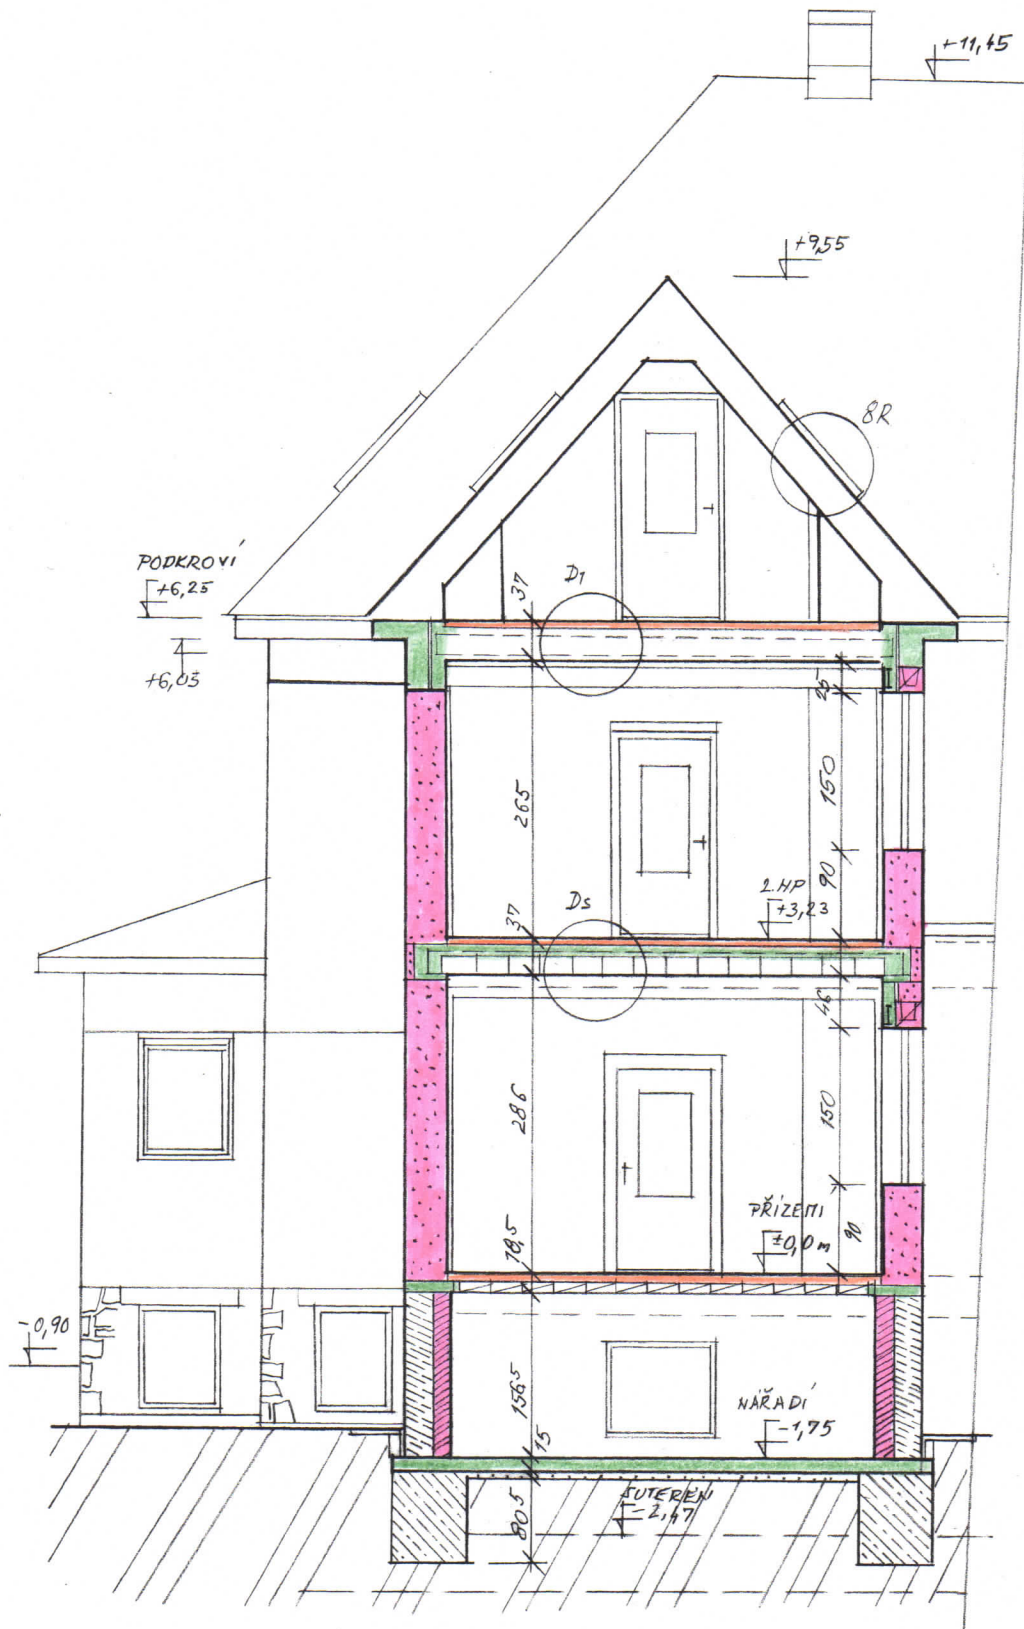 +11,45
+9,55
8R
PODKROVÍ
+6,25
37
D1
+6,03
25
265
150
90
2.NP
+3,23
37
Ds
46
286
150
PŘÍZEMI
±0,0m
90
18,5
-0,90
156,5
NÁŘADÍ
-1,75
15
SUTERÉN
-2,47
80,5